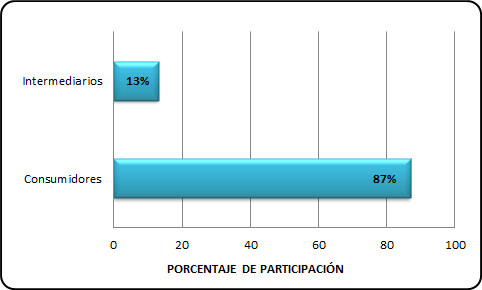 Intermediarios
13%
Consumidores
87%
0 20 40 60 80 100
PORCENTAJE DE PARTICIPACIÓN